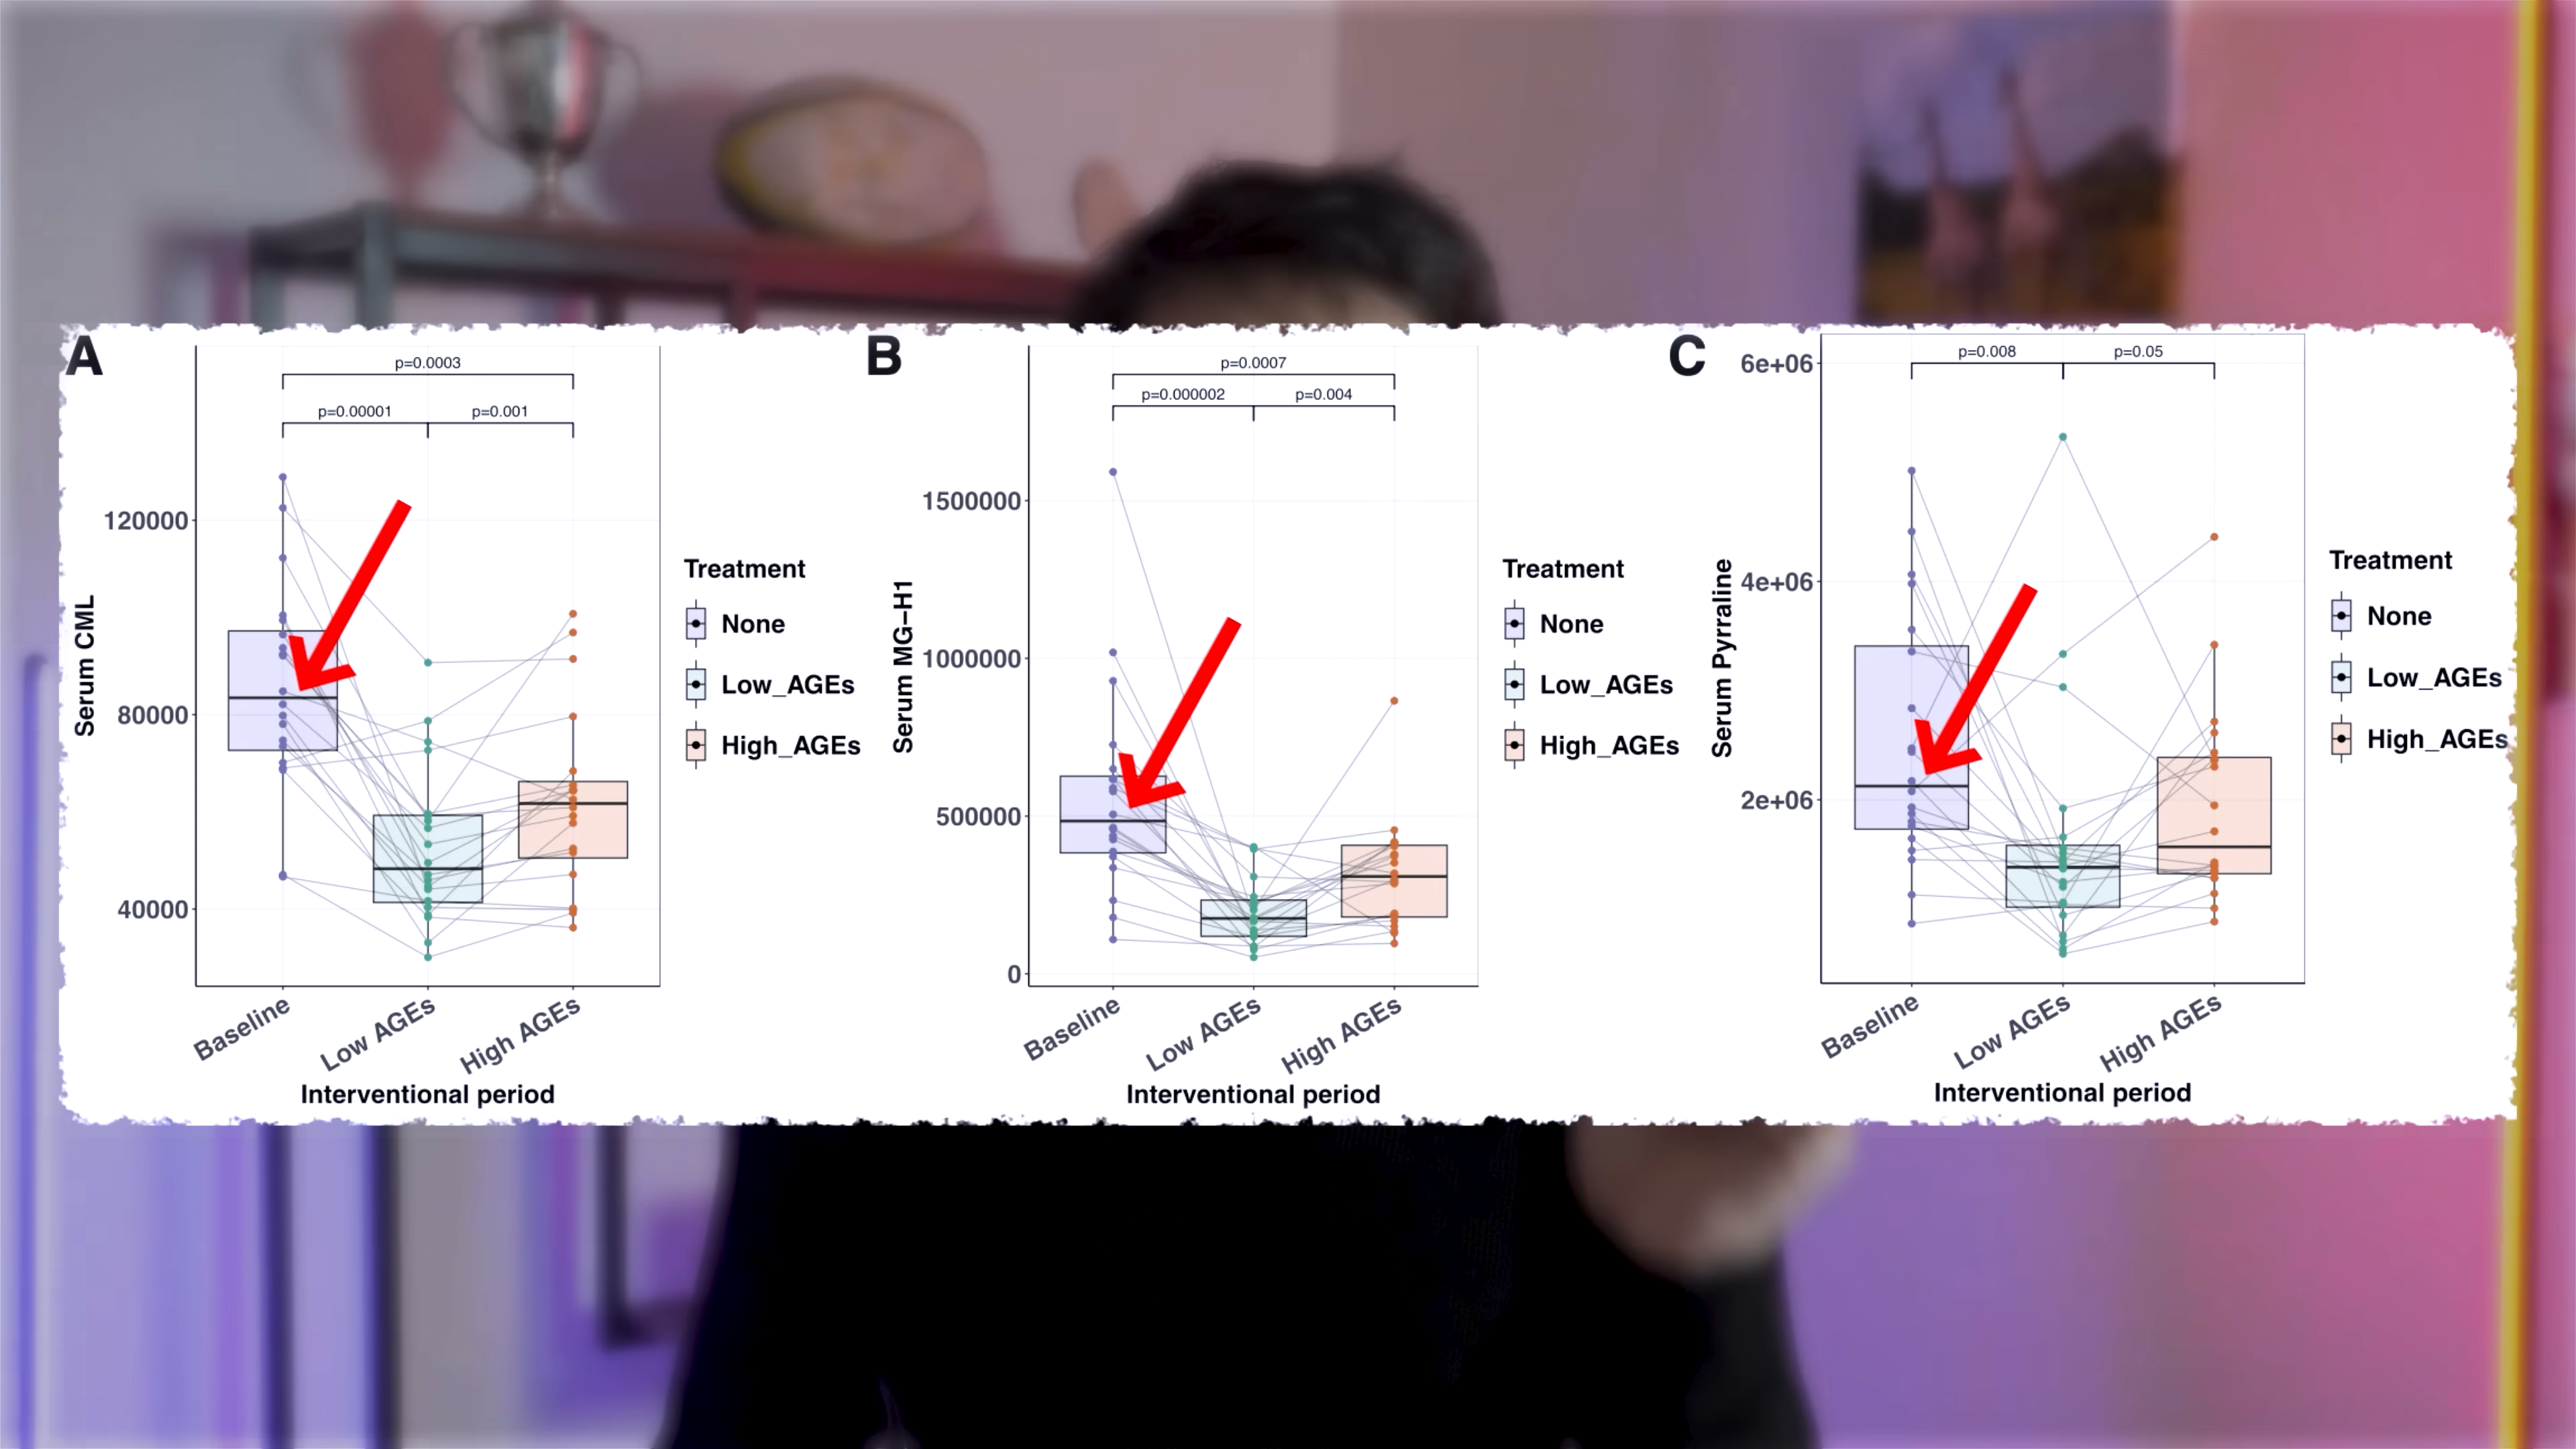 A
p=0.0003
p=0.00001 p=0.001
120000
80000
40000
Serum CML
Baseline
Low AGEs
High AGEs
Interventional period
Treatment
None
Low_AGEs
High_AGEs
B
p=0.0007
p=0.000002 p=0.004
1500000
1000000
500000
0
Serum MG–H1
Baseline
Low AGEs
High AGEs
Interventional period
Treatment
None
Low_AGEs
High_AGEs
C
p=0.008 p=0.05
6e+06
4e+06
2e+06
Serum Pyrraline
Baseline
Low AGEs
High AGEs
Interventional period
Treatment
None
Low_AGEs
High_AGEs